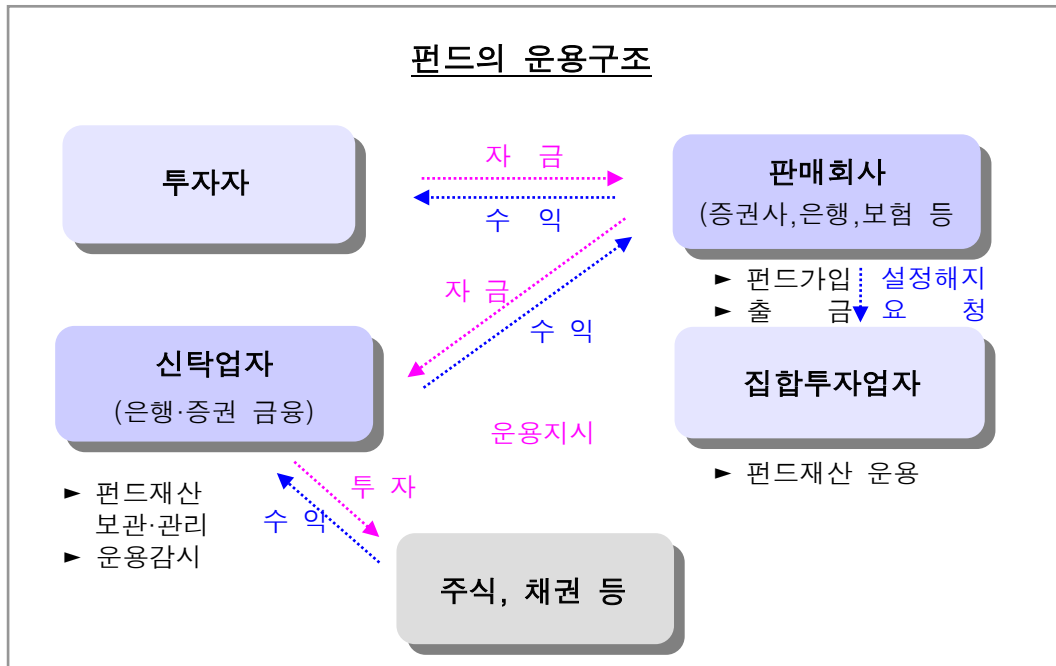 펀드의 운용구조
투자자
자 금
수 익
판매회사
(증권사,은행,보험 등
► 펀드가입
► 출 금
설정해지
요 청
자 금
수 익
신탁업자
(은행·증권 금융)
집합투자업자
운용지시
► 펀드재산 운용
► 펀드재산
보관·관리
► 운용감시
투 자
수 익
주식, 채권 등